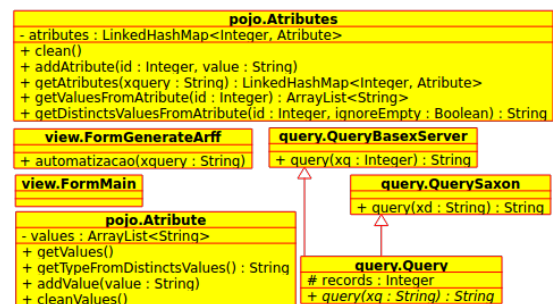 pojo.Atributes
- atributes : LinkedHashMap<Integer, Atribute>
+ clean()
+ addAtribute(id : Integer, value : String)
+ getAtributes(xquery : String) : LinkedHashMap<Integer, Atribute>
+ getValuesFromAtribute(id : Integer) : ArrayList<String>
+ getDistinctsValuesFromAtribute(id : Integer, ignoreEmpty : Boolean) : String
view.FormGenerateArff
+ automatizacao(xquery : String)
query.QueryBasexServer
+ query(xq : Integer) : String
view.FormMain
query.QuerySaxon
+ query(xd : String) : String
pojo.Atribute
- values : ArrayList<String>
+ getValues()
+ getTypeFromDistinctsValues() : String
+ addValue(value : String)
+ cleanValues()
query.Query
# records : Integer
+ query(xq : String) : String